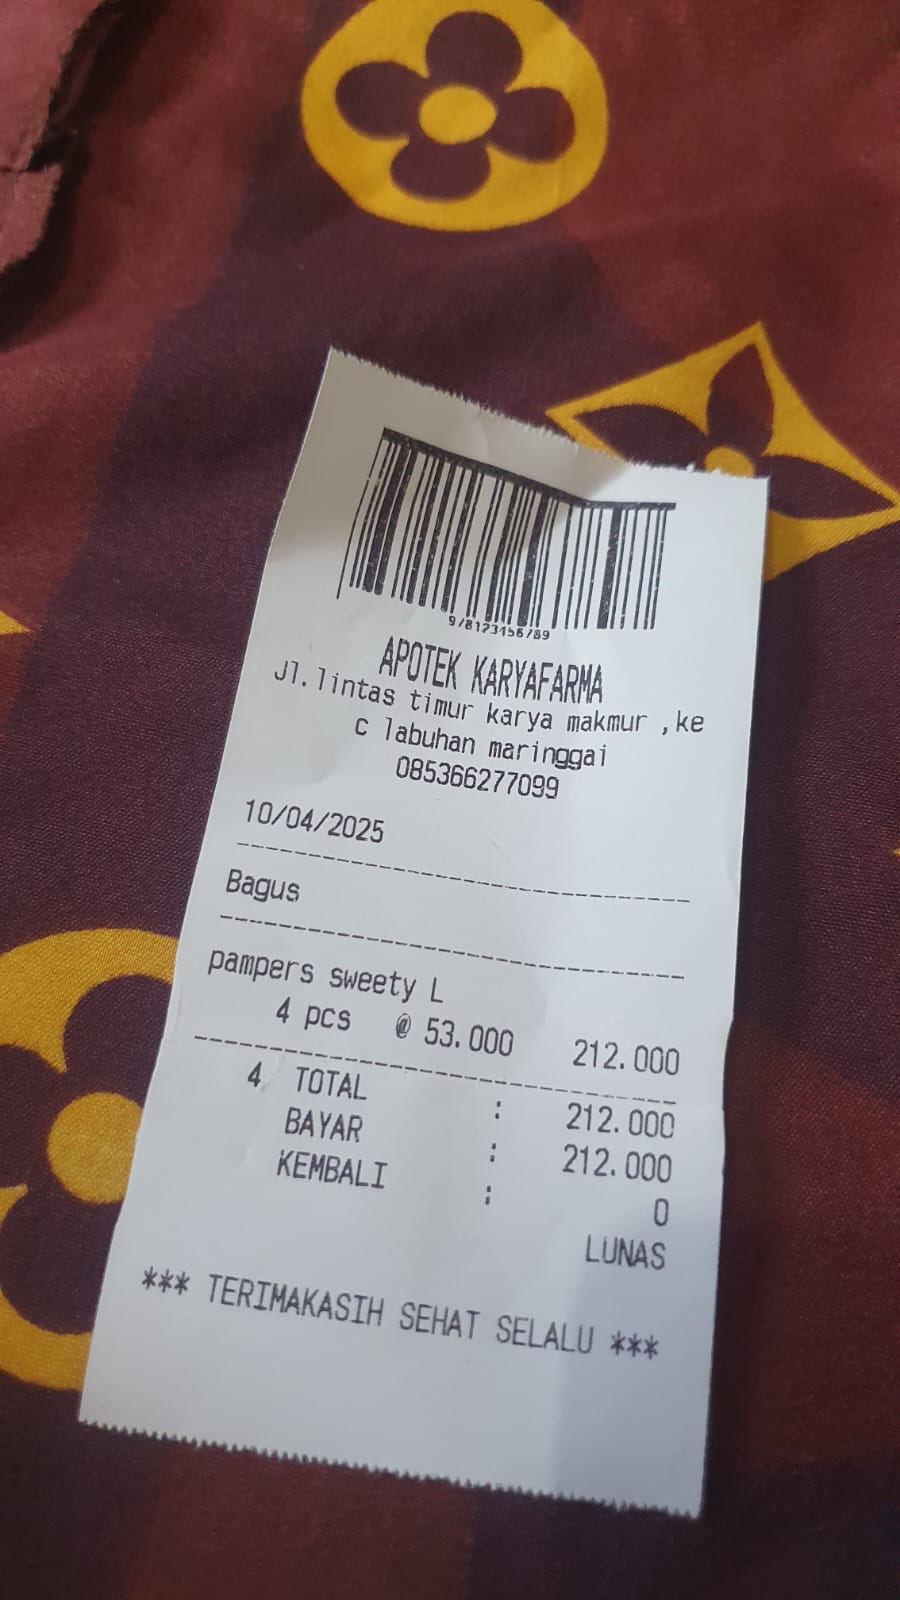 978123456789
APOTEK KARYAFARMA
Jl.lintas timur karya makmur ,ke
c labuhan maringgai
085366277099
10/04/2025
Bagus
pampers sweety L
4 pcs @ 53.000 212.000
4 TOTAL : 212.000
BAYAR : 212.000
KEMBALI : 0
LUNAS
*** TERIMAKASIH SEHAT SELALU ***